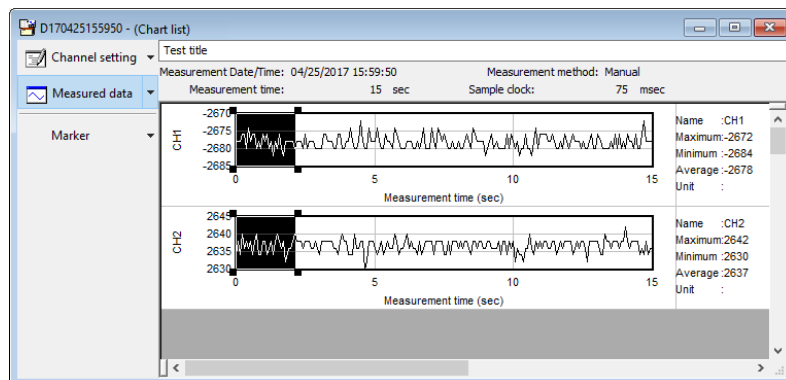 D170425155950 - (Chart list)
Channel setting
Measured data
Marker
Test title
Measurement Date/Time: 04/25/2017 15:59:50 Measurement method: Manual
Measurement time: 15 sec Sample clock: 75 msec
CH1
-2670
-2675
-2680
-2685
0 5 10 15
Measurement time (sec)
Name :CH1
Maximum:-2672
Minimum :-2684
Average :-2678
Unit :
CH2
2645
2640
2635
2630
0 5 10 15
Measurement time (sec)
Name :CH2
Maximum:2642
Minimum :2630
Average :2637
Unit :